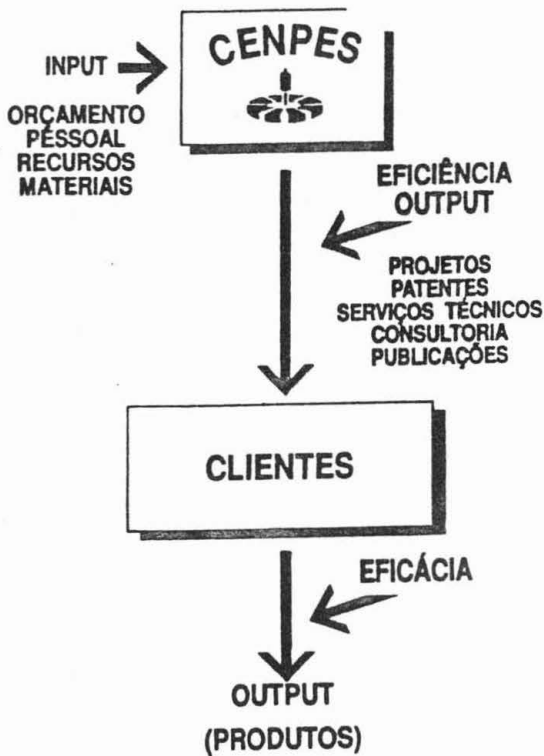 CENPES
INPUT
ORÇAMENTO
PESSOAL
RECURSOS
MATERIAIS
EFICIÊNCIA
OUTPUT
PROJETOS
PATENTES
SERVIÇOS TÉCNICOS
CONSULTORIA
PUBLICAÇÕES
CLIENTES
EFICÁCIA
OUTPUT
(PRODUTOS)